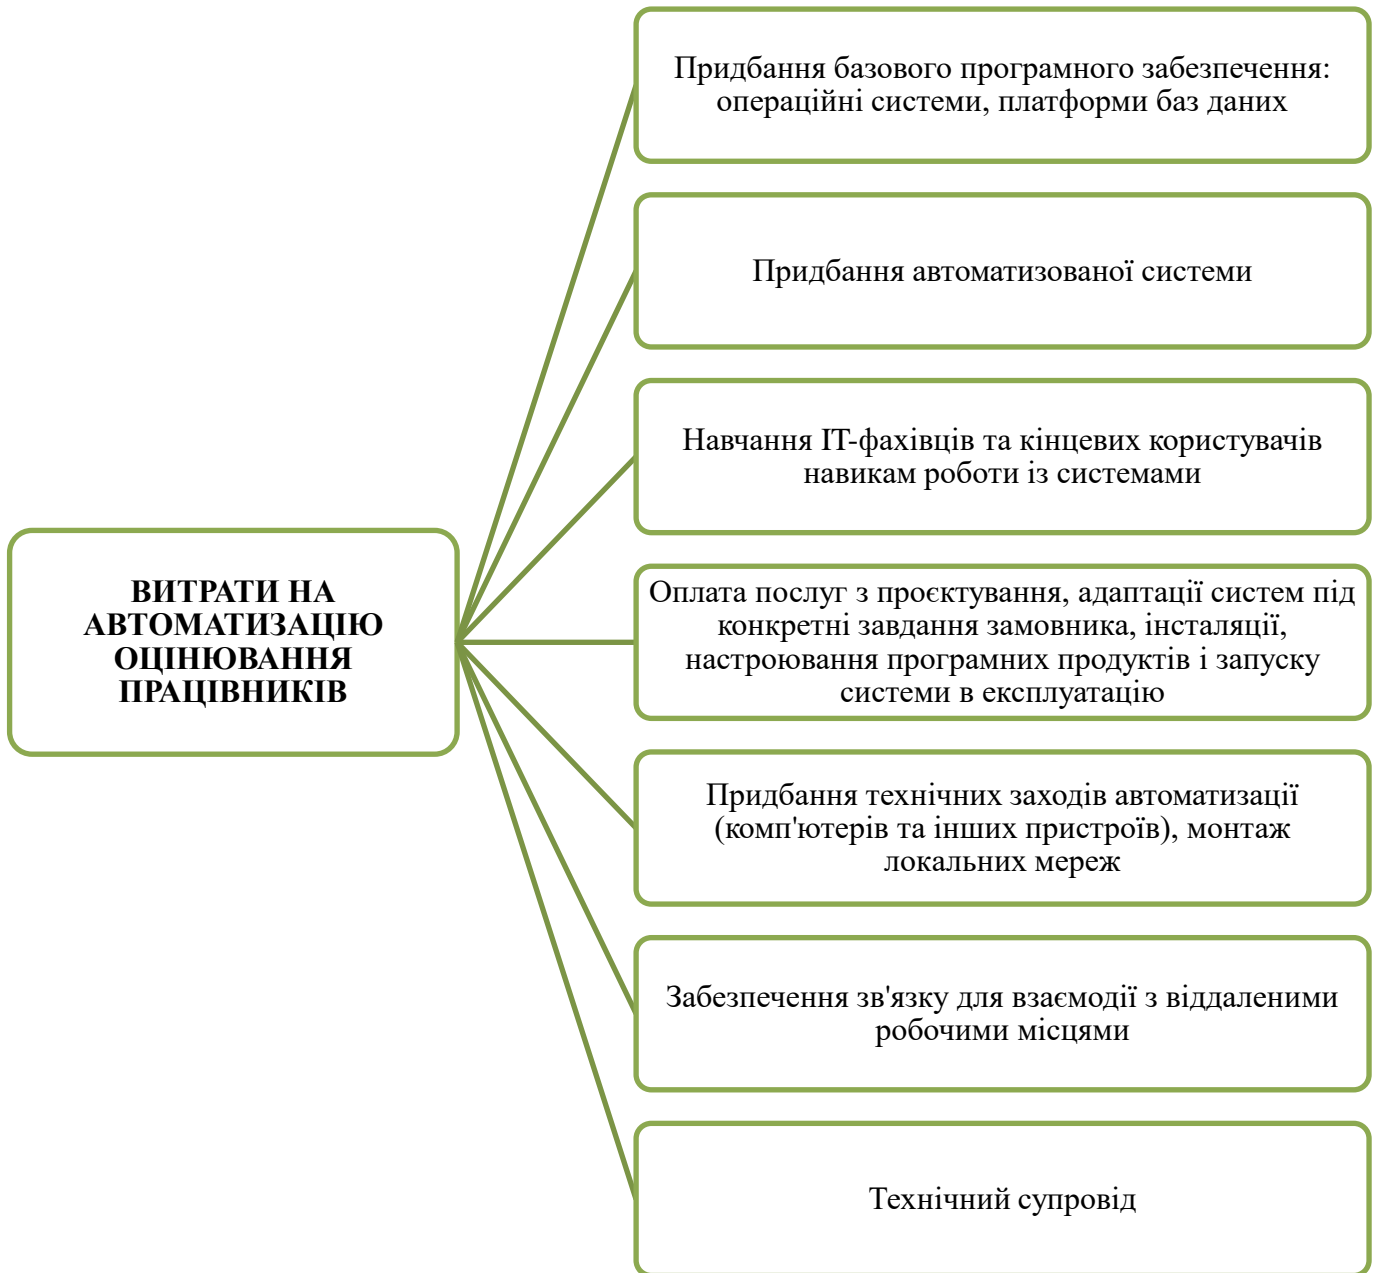 Придбання базового програмного забезпечення:
операційні системи, платформи баз даних
Придбання автоматизованої системи
Навчання ІТ-фахівців та кінцевих користувачів
навикам роботи із системами
ВИТРАТИ НА
АВТОМАТИЗАЦІЮ
ОЦІНЮВАННЯ
ПРАЦІВНИКІВ
Оплата послуг з проєктування, адаптації систем під
конкретні завдання замовника, інсталяції,
настроювання програмних продуктів і запуску
системи в експлуатацію
Придбання технічних заходів автоматизації
(комп'ютерів та інших пристроїв), монтаж
локальних мереж
Забезпечення зв'язку для взаємодії з віддаленими
робочими місцями
Технічний супровід